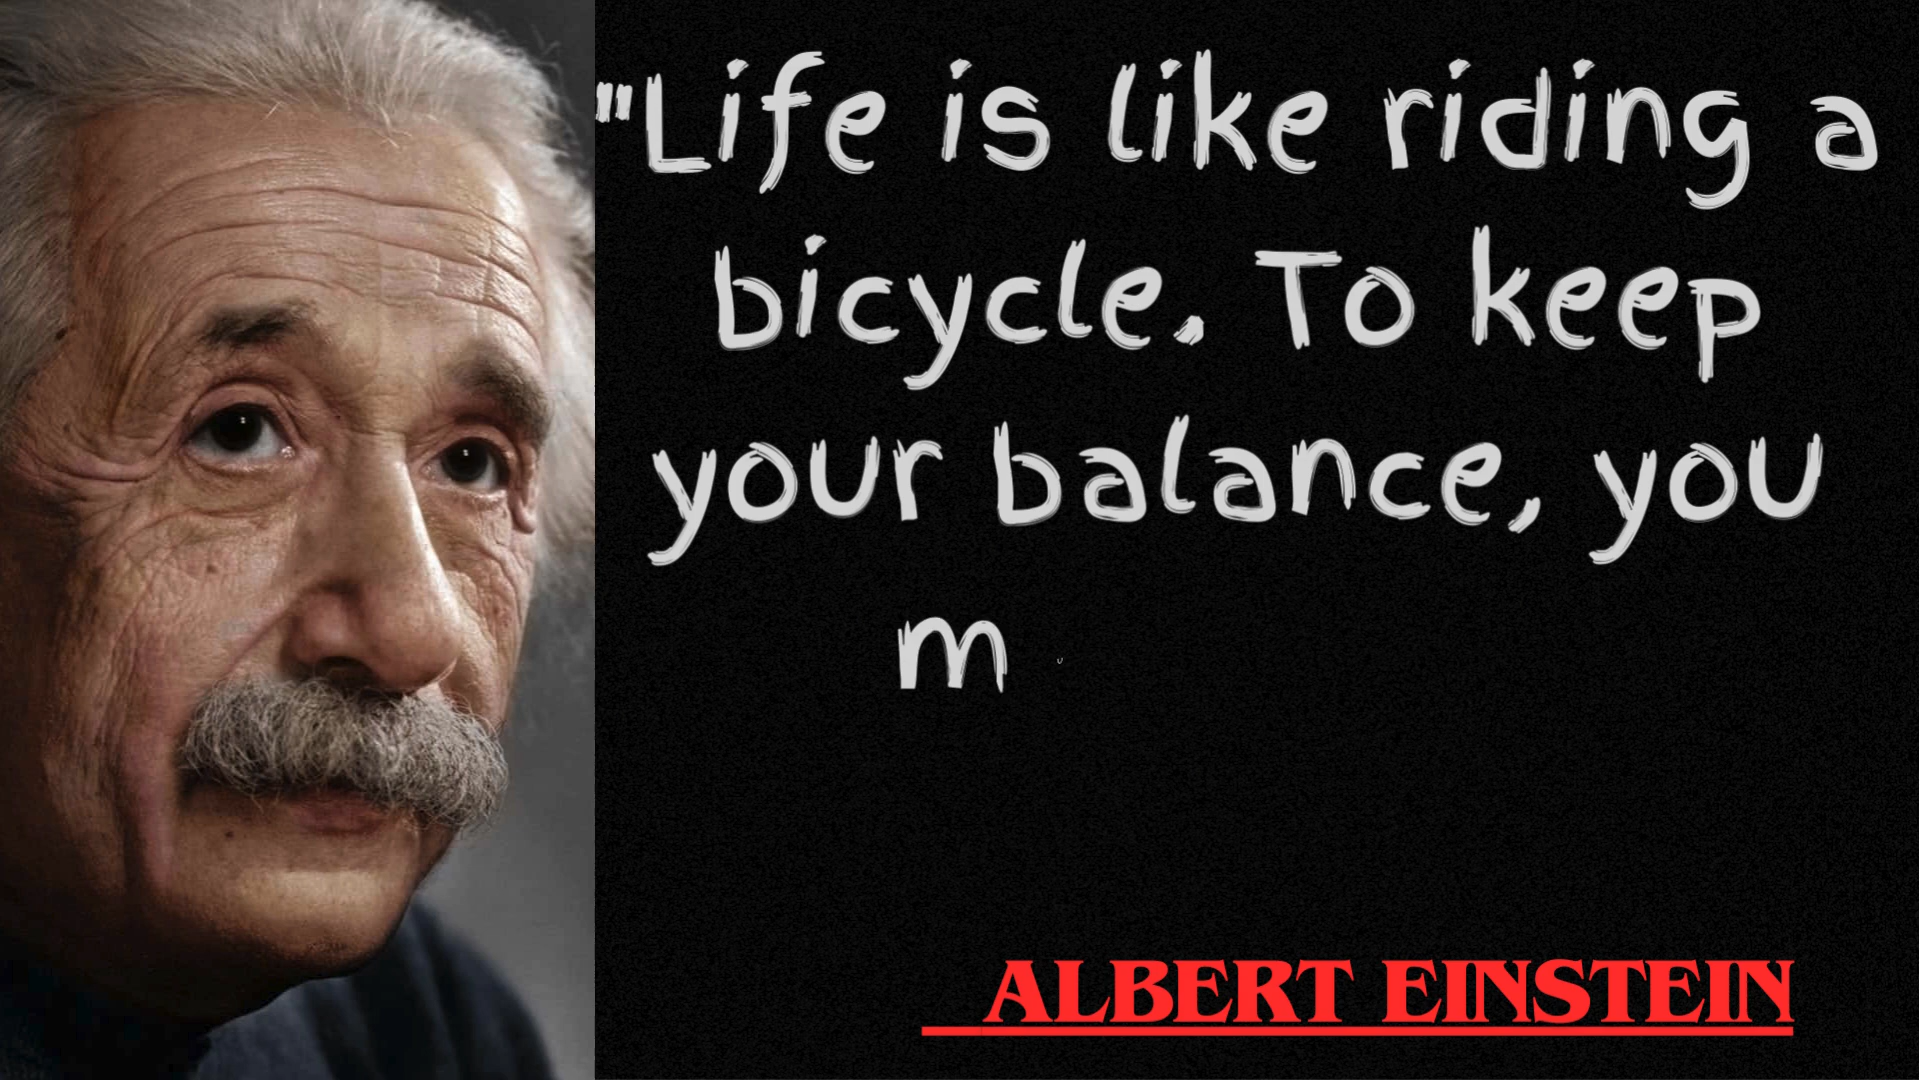 "Life is like riding a
bicycle. To keep
your balance, you
m
ALBERT EINSTEIN